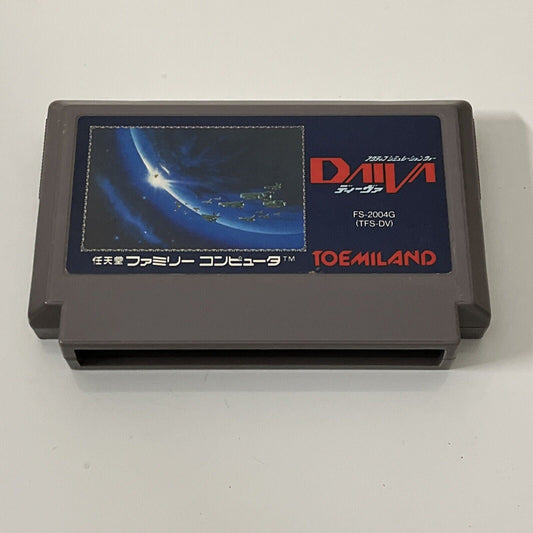 アクティブ シミュレーション ウォー
DAIVA
ディーヴァ
FS-2004G
(TFS-DV)
任天堂 ファミリー コンピュータ™
TOEMILAND